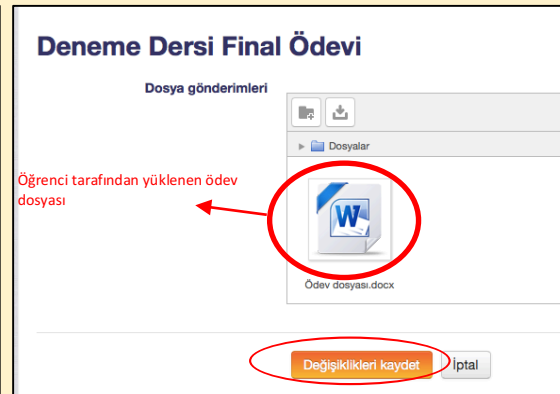 Deneme Dersi Final Ödevi
Dosya gönderimleri
Dosyalar
Öğrenci tarafından yüklenen ödev
dosyası
W
Ödev dosyası.docx
Değişiklikleri kaydet
İptal